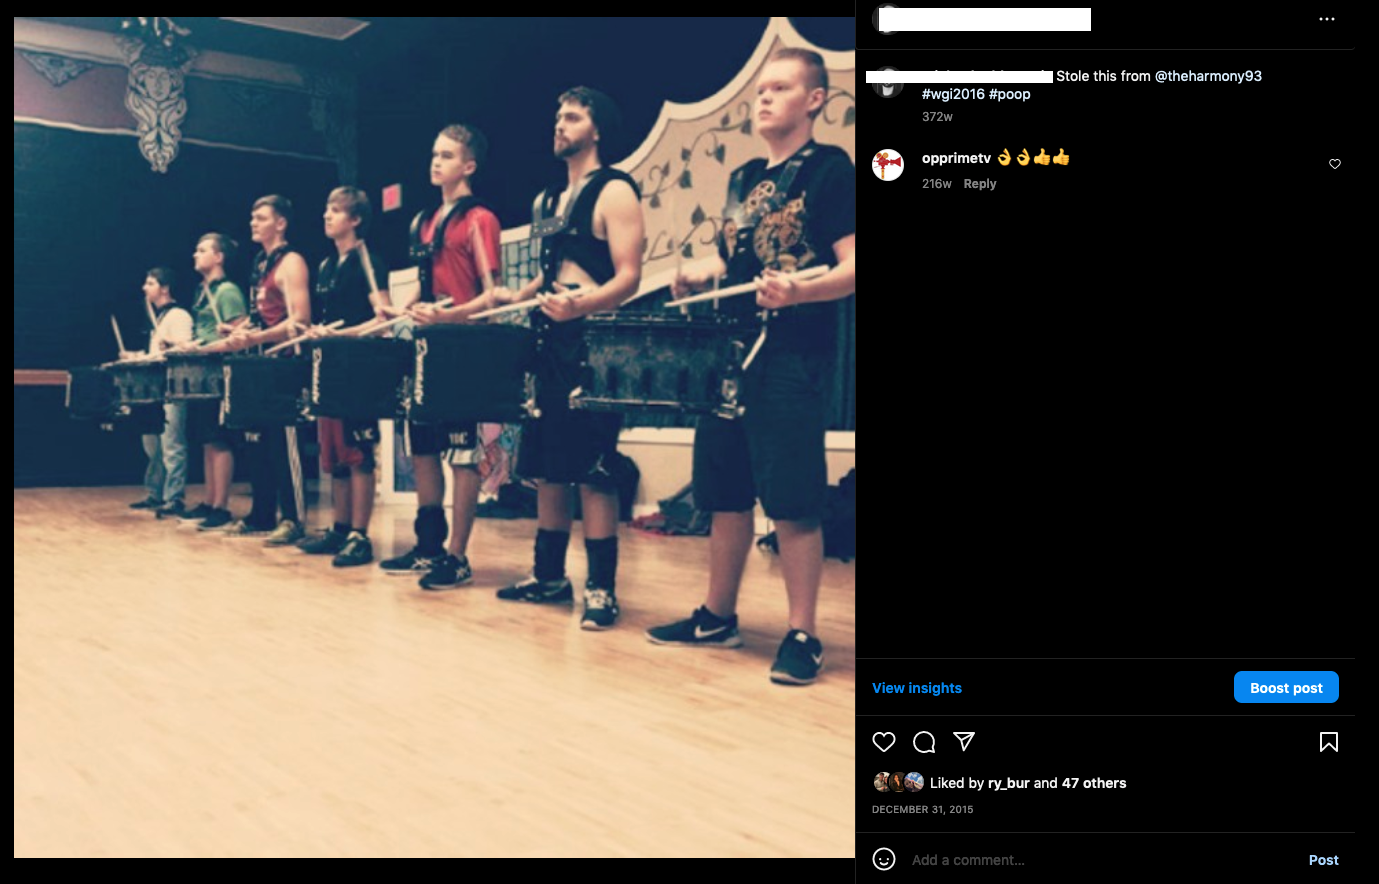 Stole this from @theharmony93
#wgi2016 #poop
372w
opprimetv 👌👌👍👍
216w Reply
View insights
Boost post
Liked by ry_bur and 47 others
DECEMBER 31, 2015
Add a comment...
Post